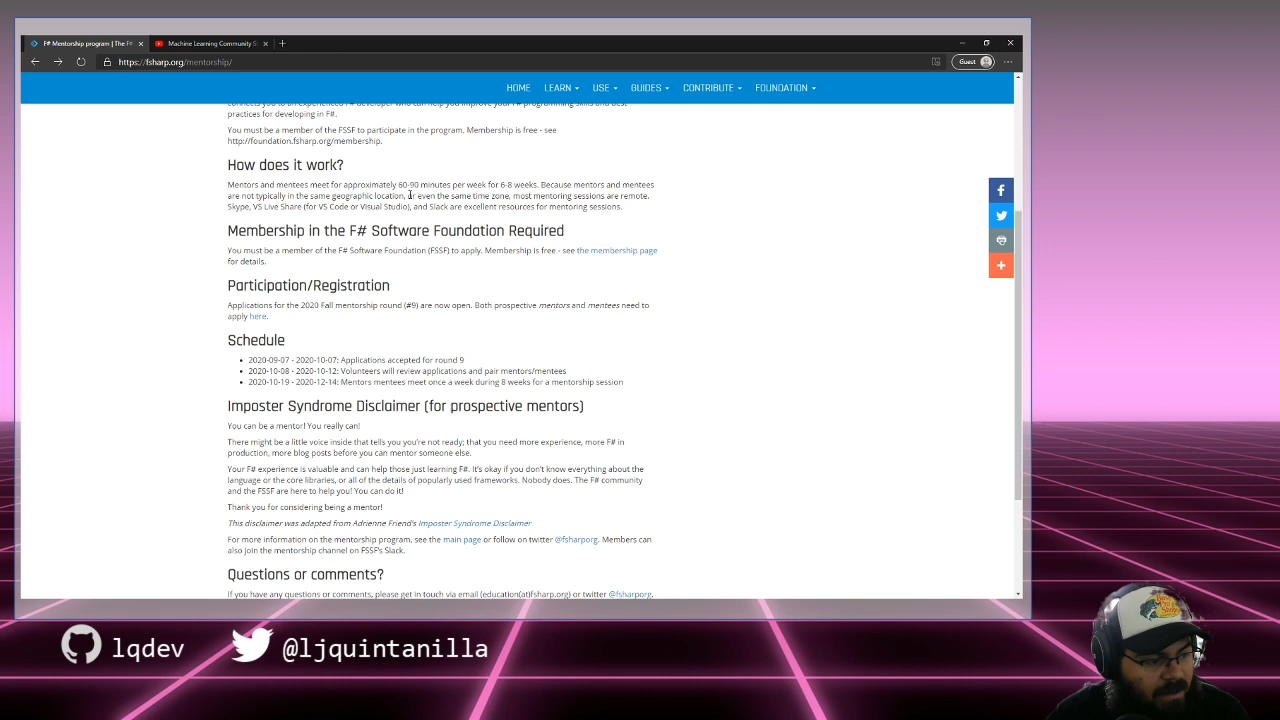 F# Mentorship program | The F#
Machine Learning Community S
https://fsharp.org/mentorship/
Guest
HOME LEARN USE GUIDES CONTRIBUTE FOUNDATION
connects you to an experienced F# developer who can help you improve your F# programming skills and best
practices for developing in F#.
You must be a member of the FSSF to participate in the program. Membership is free - see
http://foundation.fsharp.org/membership.
How does it work?
Mentors and mentees meet for approximately 60-90 minutes per week for 6-8 weeks. Because mentors and mentees
are not typically in the same geographic location, or even the same time zone, most mentoring sessions are remote.
Skype, VS Live Share (for VS Code or Visual Studio), and Slack are excellent resources for mentoring sessions.
Membership in the F# Software Foundation Required
You must be a member of the F# Software Foundation (FSSF) to apply. Membership is free - see the membership page
for details.
Participation/Registration
Applications for the 2020 Fall mentorship round (#9) are now open. Both prospective mentors and mentees need to
apply here.
Schedule
• 2020-09-07 - 2020-10-07: Applications accepted for round 9
• 2020-10-08 - 2020-10-12: Volunteers will review applications and pair mentors/mentees
• 2020-10-19 - 2020-12-14: Mentors mentees meet once a week during 8 weeks for a mentorship session
Imposter Syndrome Disclaimer (for prospective mentors)
You can be a mentor! You really can!
There might be a little voice inside that tells you you're not ready; that you need more experience, more F# in
production, more blog posts before you can mentor someone else.
Your F# experience is valuable and can help those just learning F#. It's okay if you don't know everything about the
language or the core libraries, or all of the details of popularly used frameworks. Nobody does. The F# community
and the FSSF are here to help you! You can do it!
Thank you for considering being a mentor!
This disclaimer was adapted from Adrienne Friend's Imposter Syndrome Disclaimer
For more information on the mentorship program, see the main page or follow on twitter @fsharporg. Members can
also join the mentorship channel on FSSF's Slack.
Questions or comments?
If you have any questions or comments, please get in touch via email (education(at)fsharp.org) or twitter @fsharporg.
lqdev @ljquintanilla